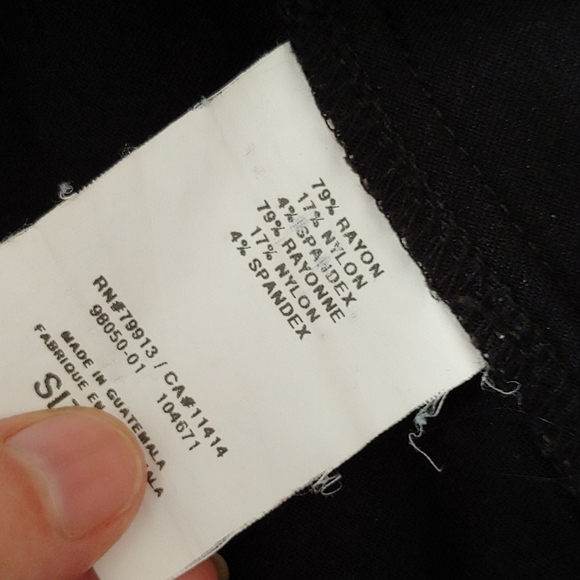 79% RAYON
17% NYLON
4% SPANDEX
79% RAYONNE
17% NYLON
4% SPANDEX
RN#79913 / CA#11414
98050-01 104671
MADE IN GUATEMALA
FABRIQUE